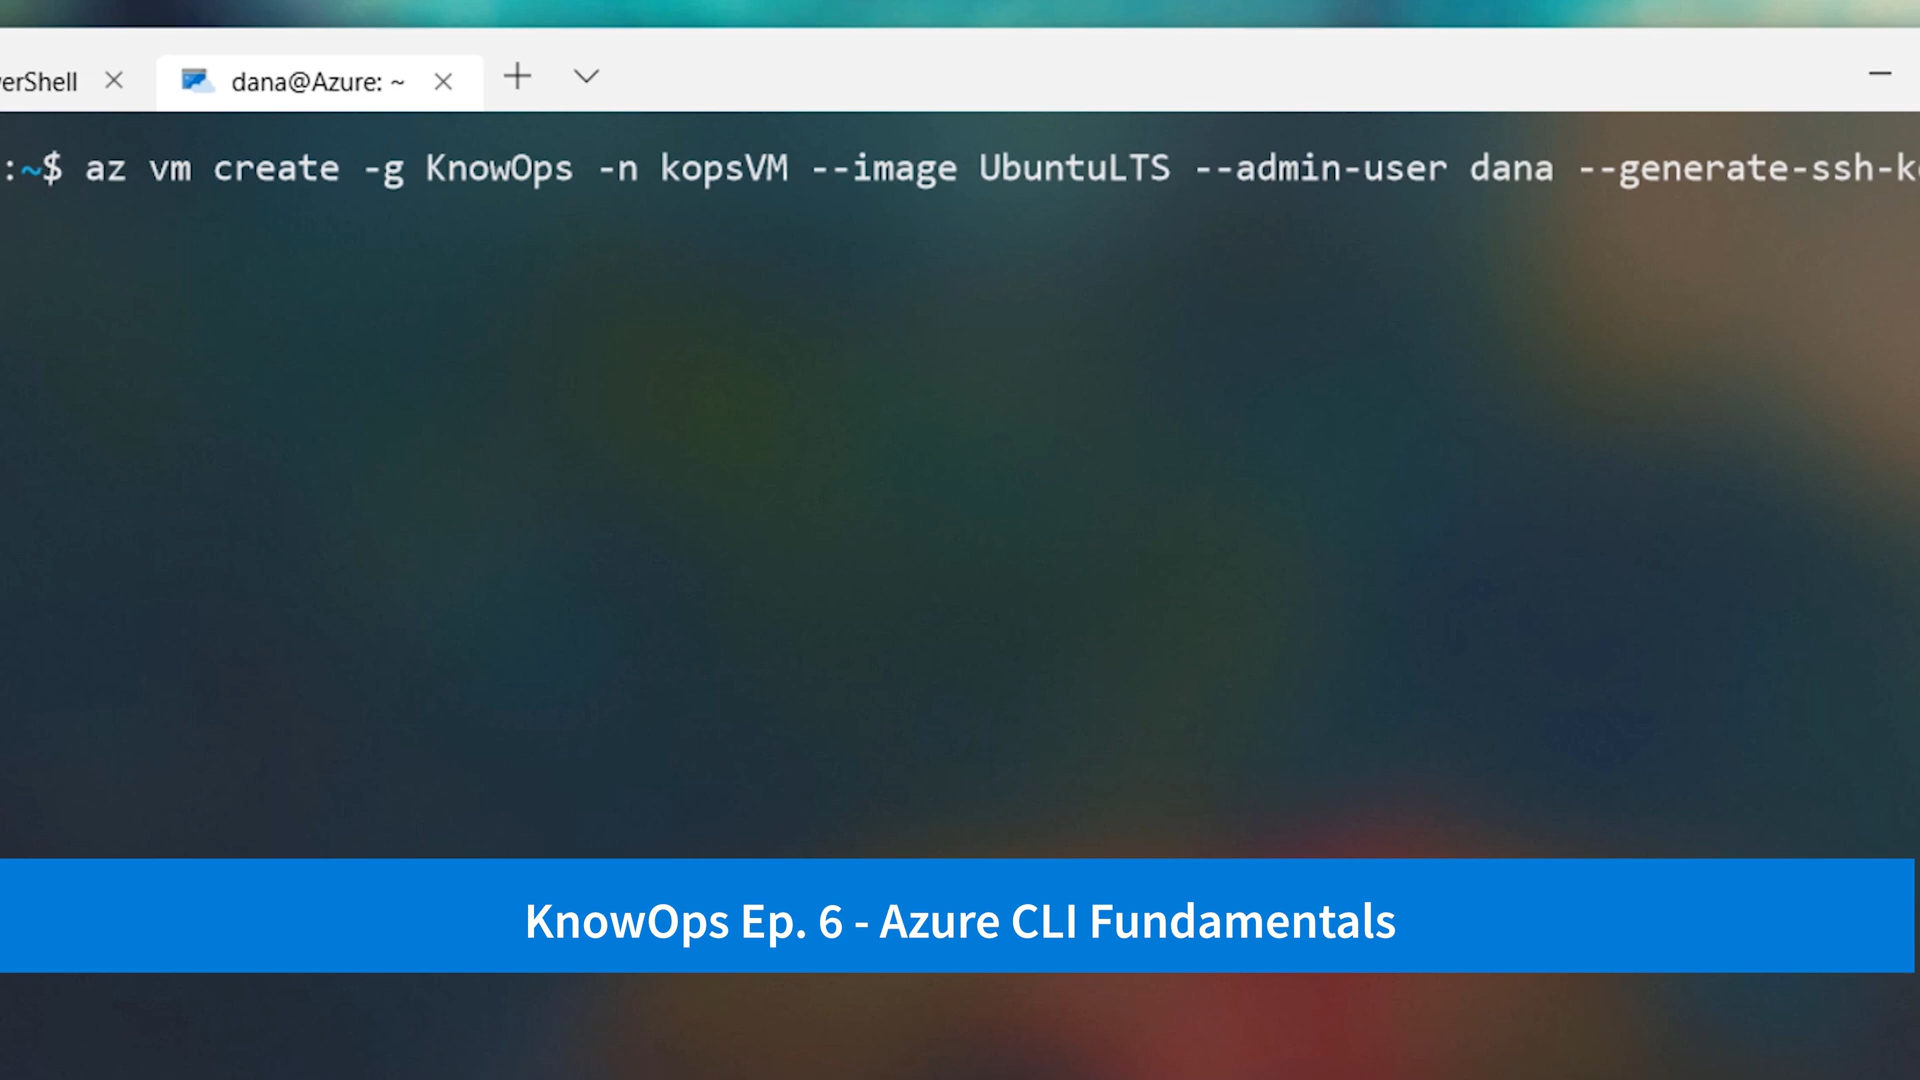 erShell
dana@Azure: ~
:~$ az vm create -g KnowOps -n kopsVM --image UbuntuLTS --admin-user dana --generate-ssh-k
KnowOps Ep. 6 - Azure CLI Fundamentals